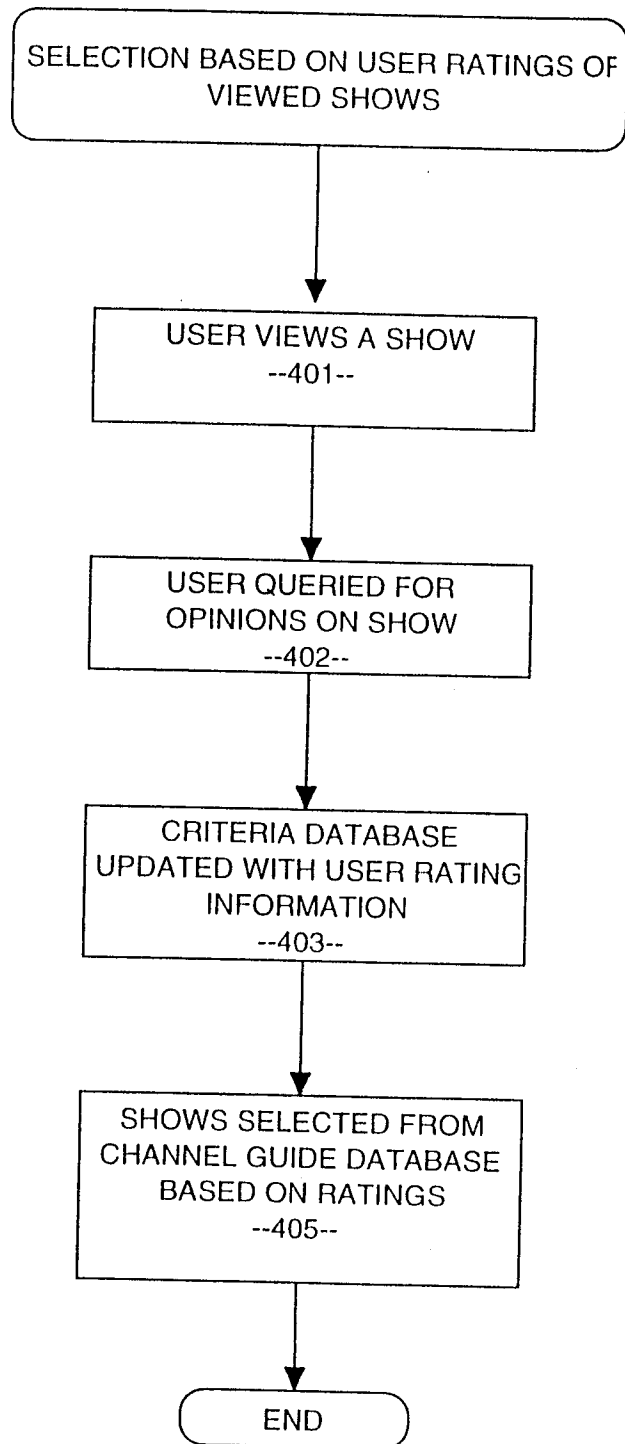 SELECTION BASED ON USER RATINGS OF
VIEWED SHOWS
USER VIEWS A SHOW
--401--
USER QUERIED FOR
OPINIONS ON SHOW
--402--
CRITERIA DATABASE
UPDATED WITH USER RATING
INFORMATION
--403--
SHOWS SELECTED FROM
CHANNEL GUIDE DATABASE
BASED ON RATINGS
--405--
END